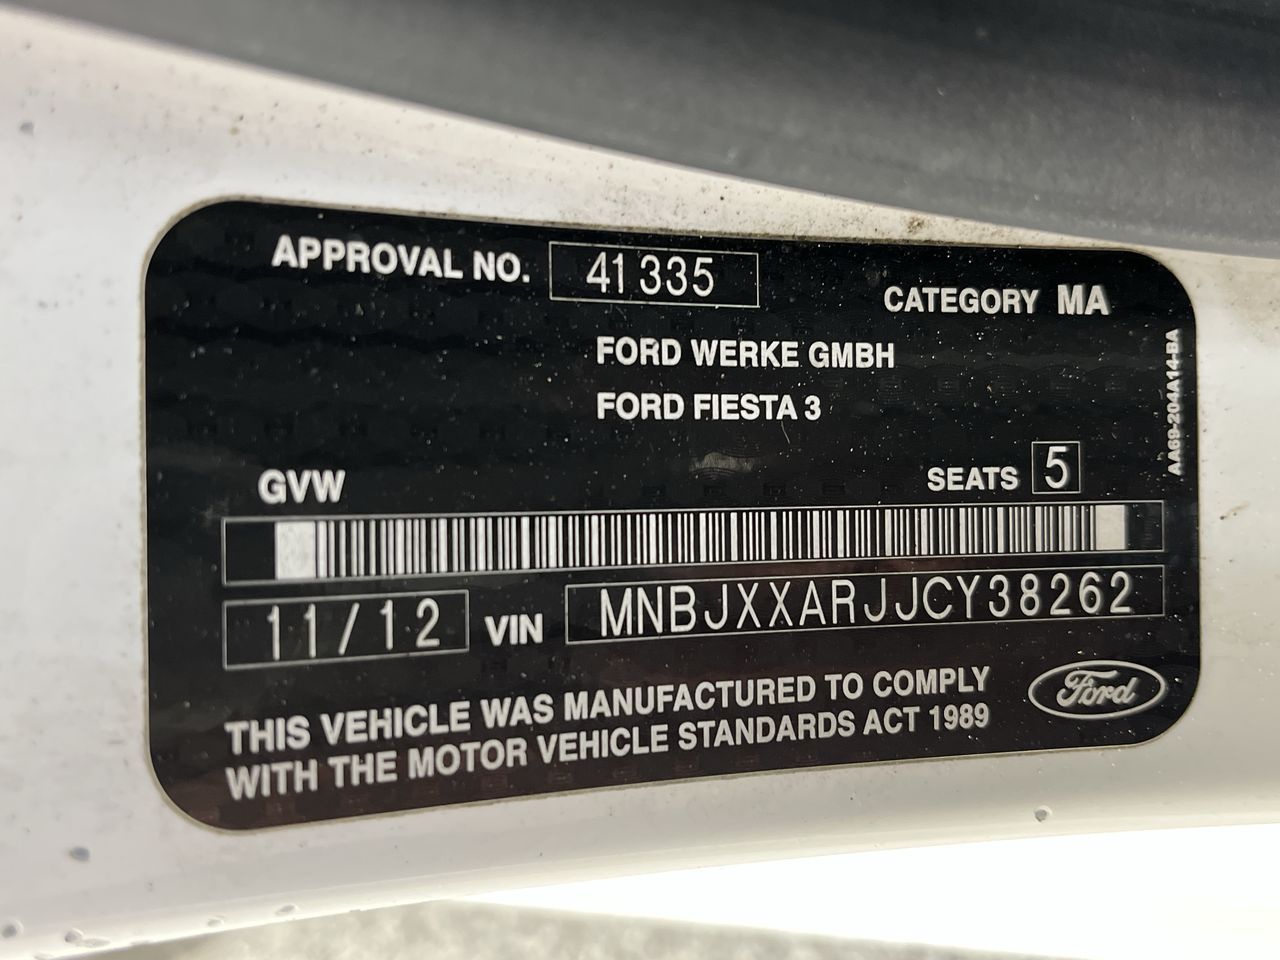 APPROVAL NO. 41335
CATEGORY MA
FORD WERKE GMBH
FORD FIESTA 3
AA69-204A14-BA
GVW
SEATS 5
11/12 VIN MNBJXXARJJCY38262
THIS VEHICLE WAS MANUFACTURED TO COMPLY
WITH THE MOTOR VEHICLE STANDARDS ACT 1989
Ford